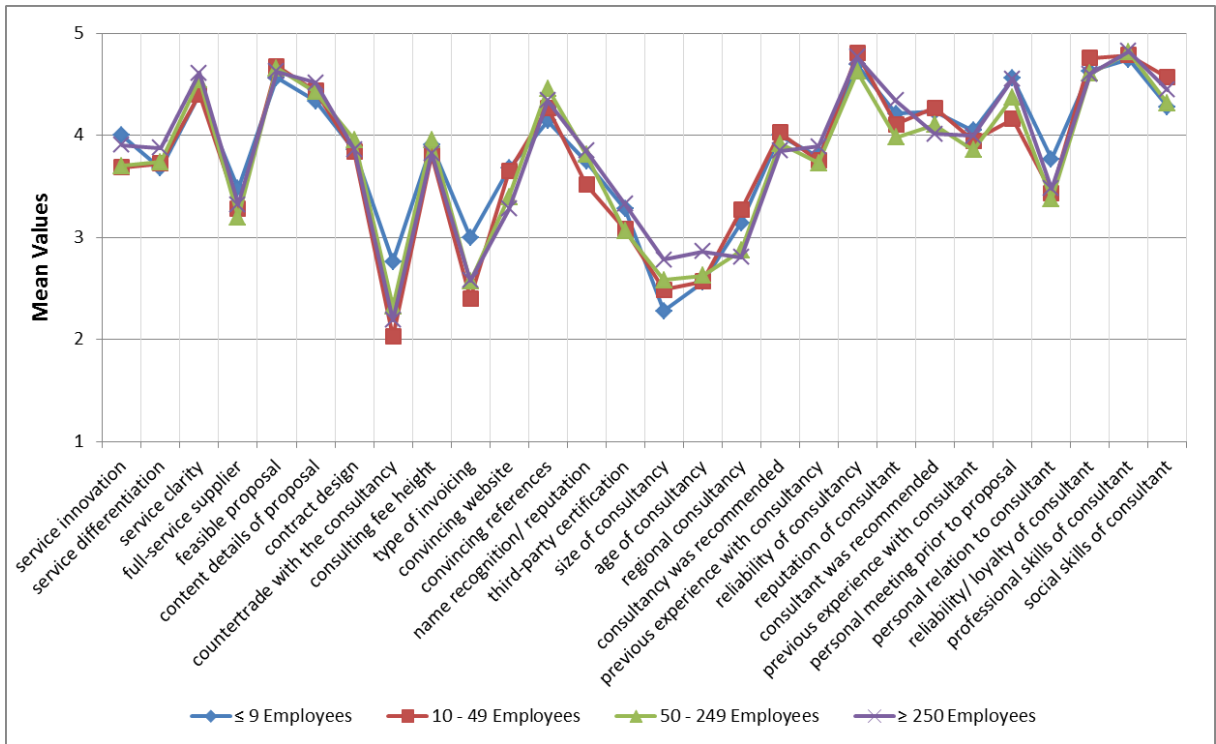 5
4
3
2
1
Mean Values
service innovation
service differentiation
service clarity
full-service supplier
feasible proposal
content details of proposal
contract design
countertrade with the consultancy
consulting fee height
type of invoicing
convincing website
convincing references
name recognition/ reputation
third-party certification
size of consultancy
age of consultancy
regional consultancy
consultancy was recommended
previous experience with consultancy
reliability of consultancy
reputation of consultant
consultant was recommended
previous experience with consultant
personal meeting prior to proposal
personal relation to consultant
reliability/ loyalty of consultant
professional skills of consultant
social skills of consultant
≤ 9 Employees
10 - 49 Employees
50 - 249 Employees
≥ 250 Employees